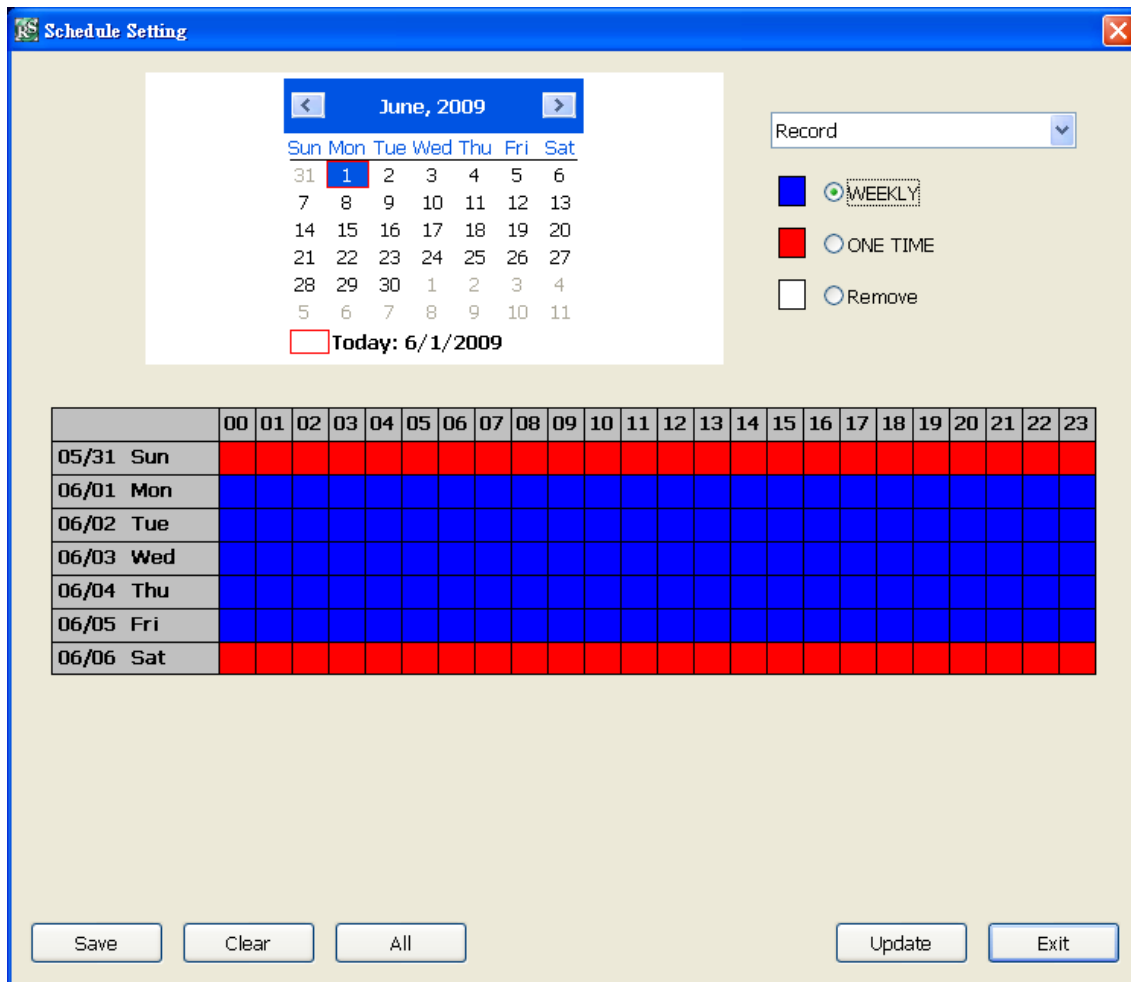 RS Schedule Setting
June, 2009
Sun Mon Tue Wed Thu Fri Sat
31 1 2 3 4 5 6
7 8 9 10 11 12 13
14 15 16 17 18 19 20
21 22 23 24 25 26 27
28 29 30 1 2 3 4
5 6 7 8 9 10 11
Today: 6/1/2009
Record
WEEKLY
ONE TIME
Remove
00 01 02 03 04 05 06 07 08 09 10 11 12 13 14 15 16 17 18 19 20 21 22 23
05/31 Sun
06/01 Mon
06/02 Tue
06/03 Wed
06/04 Thu
06/05 Fri
06/06 Sat
Save Clear All Update Exit